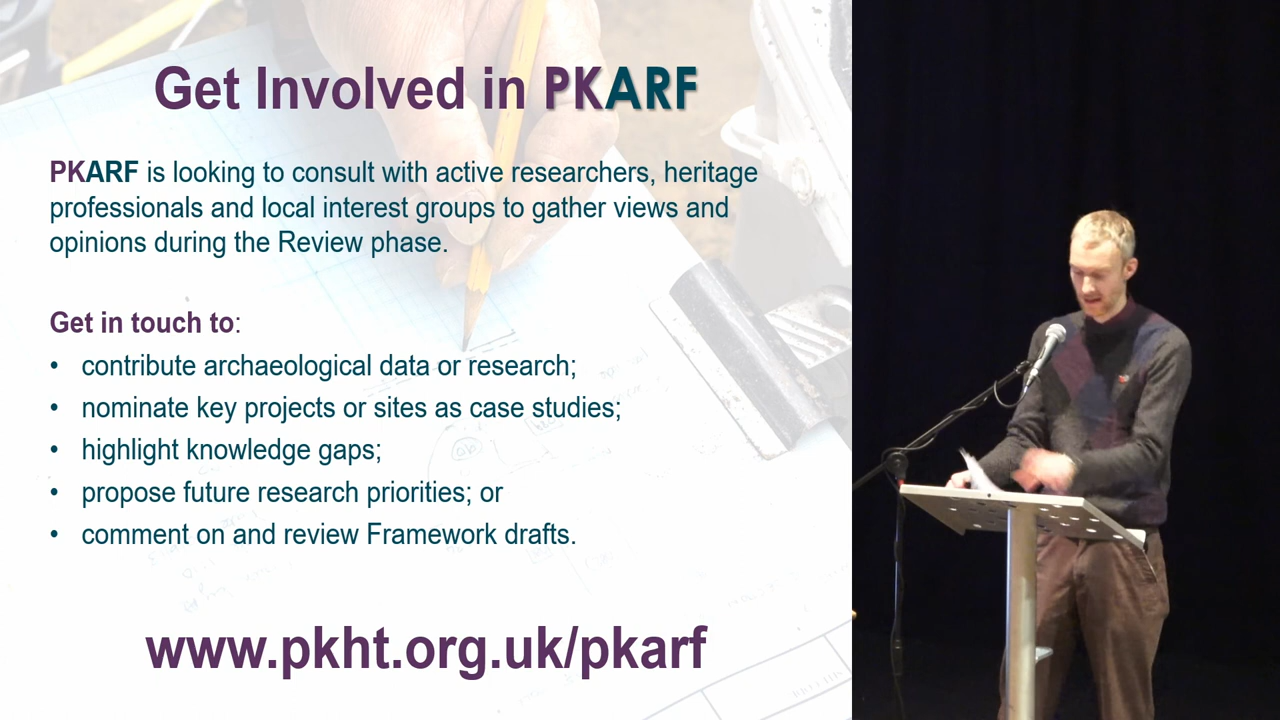 Get Involved in PKARF
PKARF is looking to consult with active researchers, heritage
professionals and local interest groups to gather views and
opinions during the Review phase.
Get in touch to:
• contribute archaeological data or research;
• nominate key projects or sites as case studies;
• highlight knowledge gaps;
• propose future research priorities; or
• comment on and review Framework drafts.
www.pkht.org.uk/pkarf